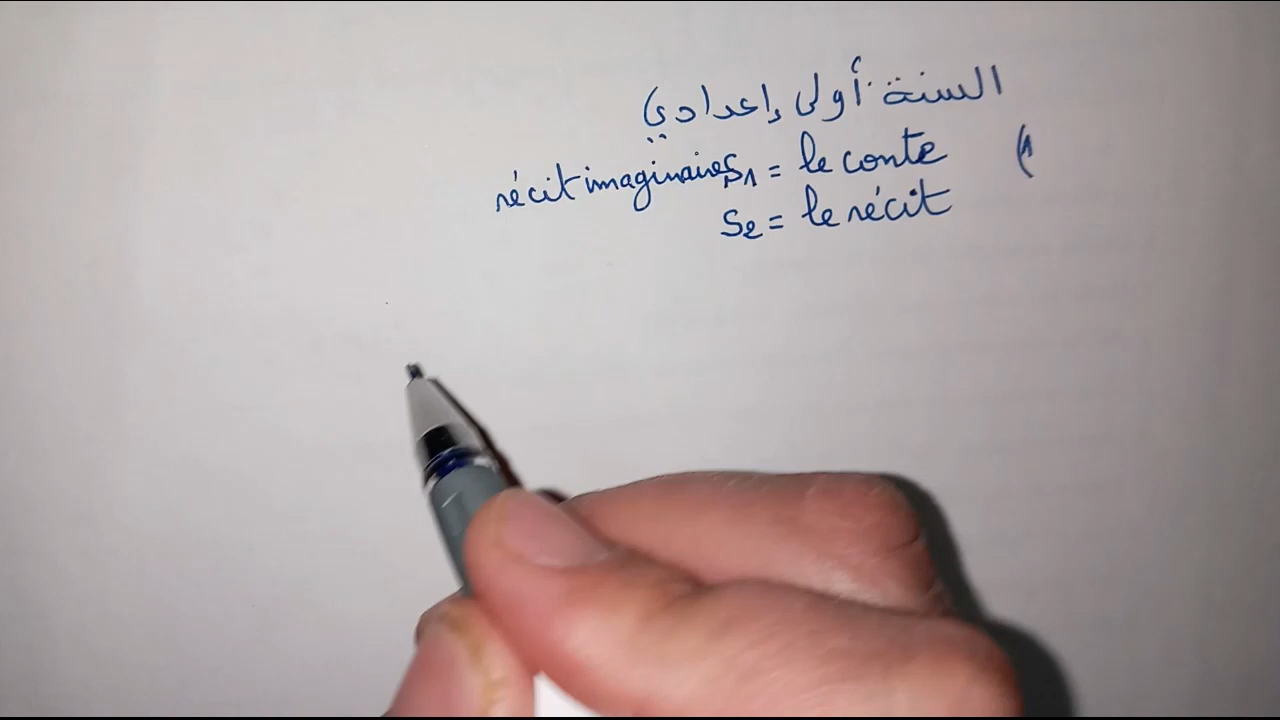 السنة أولى إعدادي
récit imaginaires S1 = le conte
S2 = le récit